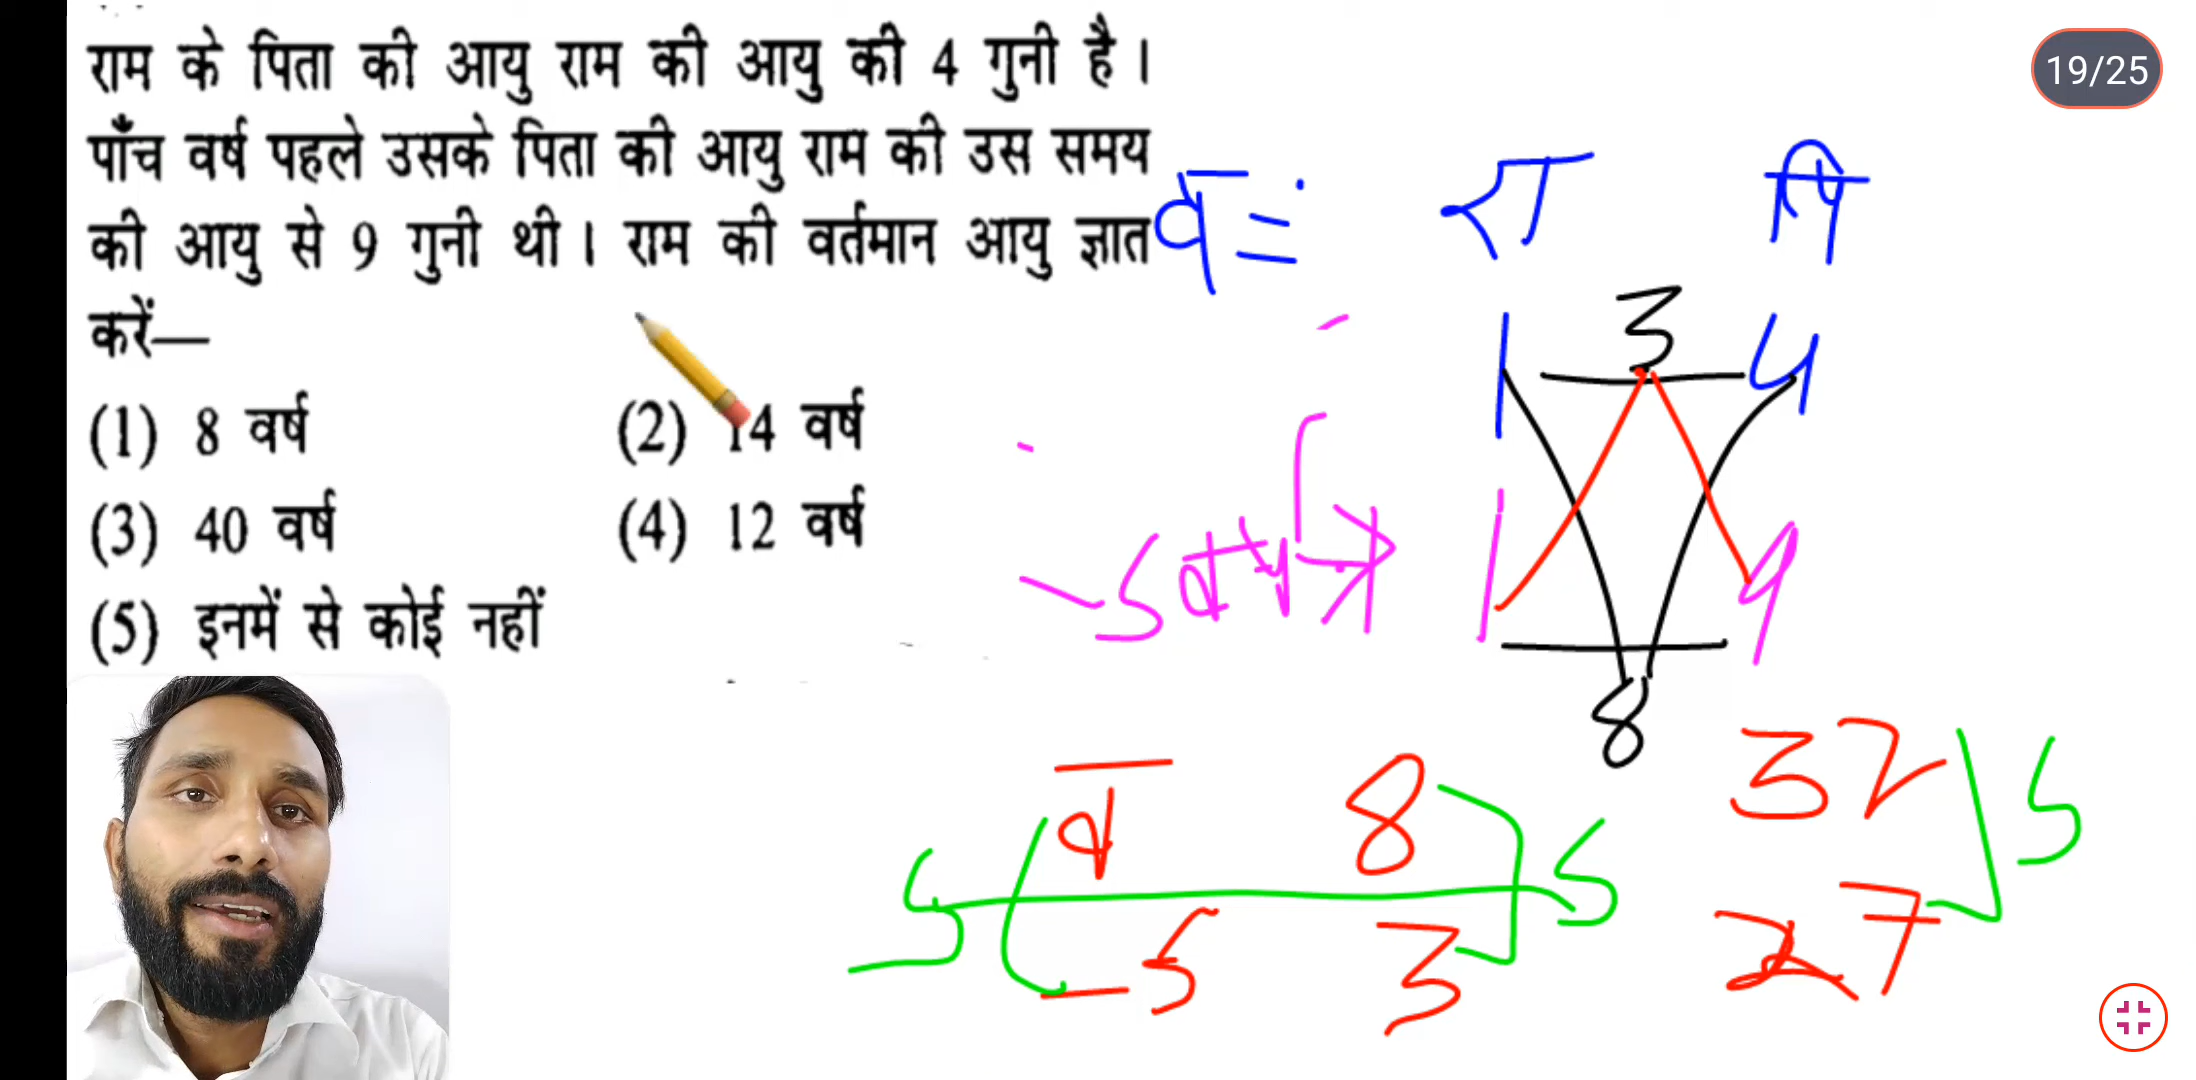 राम के पिता की आयु राम की आयु की 4 गुनी है ।
पाँच वर्ष पहले उसके पिता की आयु राम की उस समय
की आयु से 9 गुनी थी । राम की वर्तमान आयु ज्ञात
करें—
(1) 8 वर्ष (2) 14 वर्ष
(3) 40 वर्ष (4) 12 वर्ष
(5) इनमें से कोई नहीं
19/25
व = रा पि
1 3 4
-5 1 9
8
व 8 32
5 5 5
-5 3 27